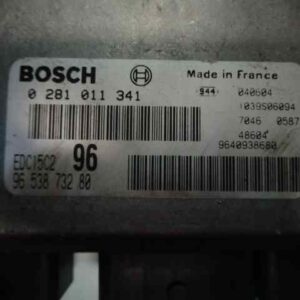 BOSCH
Made in France
0 281 011 341
944 040604
1039S06094
7046 0587
48604
9640938680
EDC15C2 96
96 538 732 80